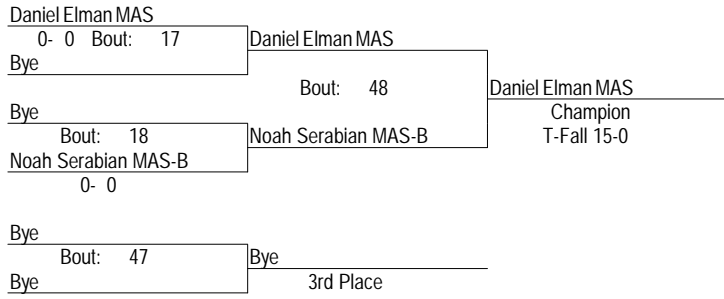 Daniel Elman MAS
0- 0 Bout: 17
Daniel Elman MAS
Bye
Bout: 48
Daniel Elman MAS
Bye
Champion
Bout: 18
Noah Serabian MAS-B
T-Fall 15-0
Noah Serabian MAS-B
0- 0
Bye
Bout: 47
Bye
Bye
3rd Place